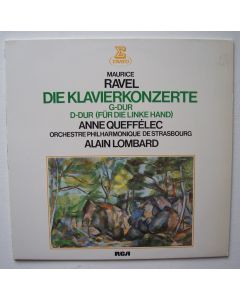 ERATO
MAURICE
RAVEL
DIE KLAVIERKONZERTE
G-DUR
D-DUR (FÜR DIE LINKE HAND)
ANNE QUEFFÉLEC
ORCHESTRE PHILHARMONIQUE DE STRASBOURG
ALAIN LOMBARD
RCA